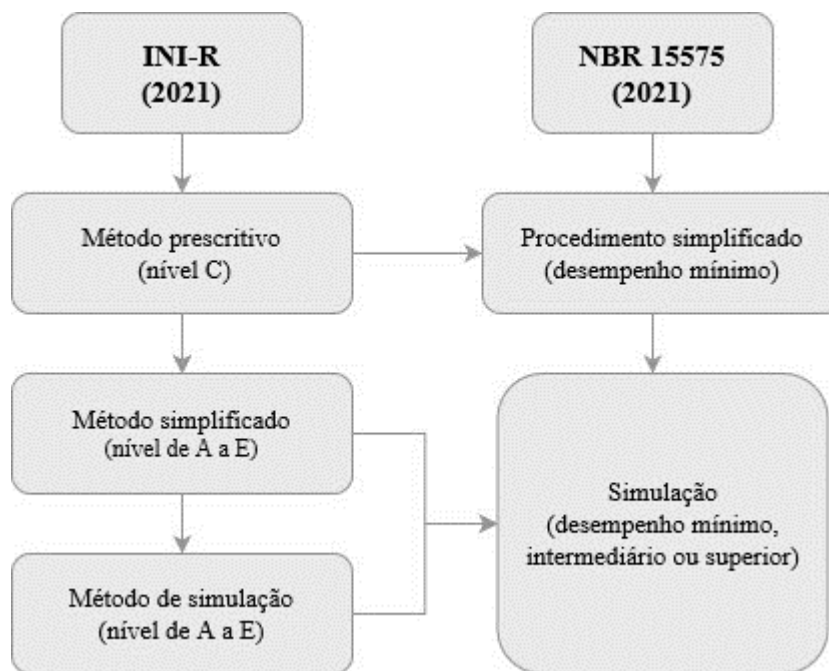 INI-R
(2021)
NBR 15575
(2021)
Método prescritivo
(nível C)
Procedimento simplificado
(desempenho mínimo)
Método simplificado
(nível de A a E)
Simulação
(desempenho mínimo,
intermediário ou superior)
Método de simulação
(nível de A a E)